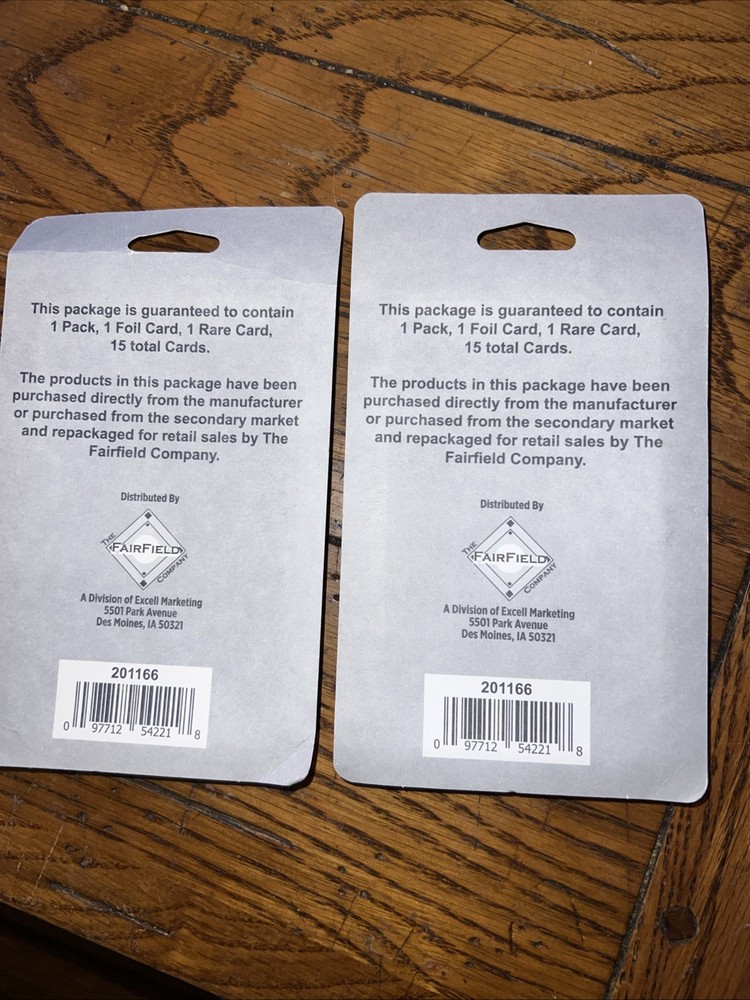 This package is guaranteed to contain
1 Pack, 1 Foil Card, 1 Rare Card,
15 total Cards.
The products in this package have been
purchased directly from the manufacturer
or purchased from the secondary market
and repackaged for retail sales by The
Fairfield Company.
Distributed By
THE
FAIRFIELD
COMPANY
A Division of Excell Marketing
5501 Park Avenue
Des Moines, IA 50321
201166
0 97712 54221 8
This package is guaranteed to contain
1 Pack, 1 Foil Card, 1 Rare Card,
15 total Cards.
The products in this package have been
purchased directly from the manufacturer
or purchased from the secondary market
and repackaged for retail sales by The
Fairfield Company.
Distributed By
THE
FAIRFIELD
COMPANY
A Division of Excell Marketing
5501 Park Avenue
Des Moines, IA 50321
201166
0 97712 54221 8